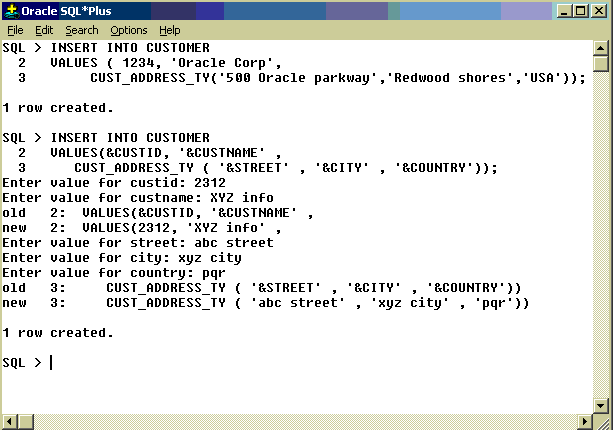 Oracle SQL*Plus
File Edit Search Options Help
SQL > INSERT INTO CUSTOMER
2 VALUES ( 1234, 'Oracle Corp',
3 CUST_ADDRESS_TY('500 Oracle parkway','Redwood shores','USA'));
1 row created.
SQL > INSERT INTO CUSTOMER
2 VALUES(&CUSTID, '&CUSTNAME' ,
3 CUST_ADDRESS_TY ( '&STREET' , '&CITY' , '&COUNTRY'));
Enter value for custid: 2312
Enter value for custname: XYZ info
old 2: VALUES(&CUSTID, '&CUSTNAME' ,
new 2: VALUES(2312, 'XYZ info' ,
Enter value for street: abc street
Enter value for city: xyz city
Enter value for country: pqr
old 3: CUST_ADDRESS_TY ( '&STREET' , '&CITY' , '&COUNTRY'))
new 3: CUST_ADDRESS_TY ( 'abc street' , 'xyz city' , 'pqr'))
1 row created.
SQL >